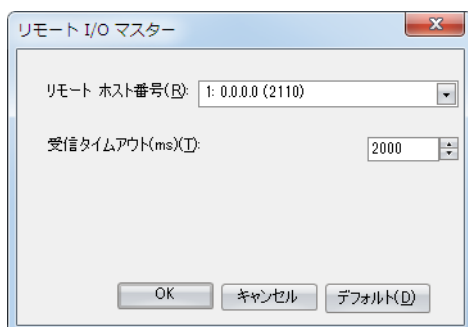 リモート I/O マスター
リモート ホスト番号(R): 1: 0.0.0.0 (2110)
受信タイムアウト(ms)(T): 2000
OK キャンセル デフォルト(D)